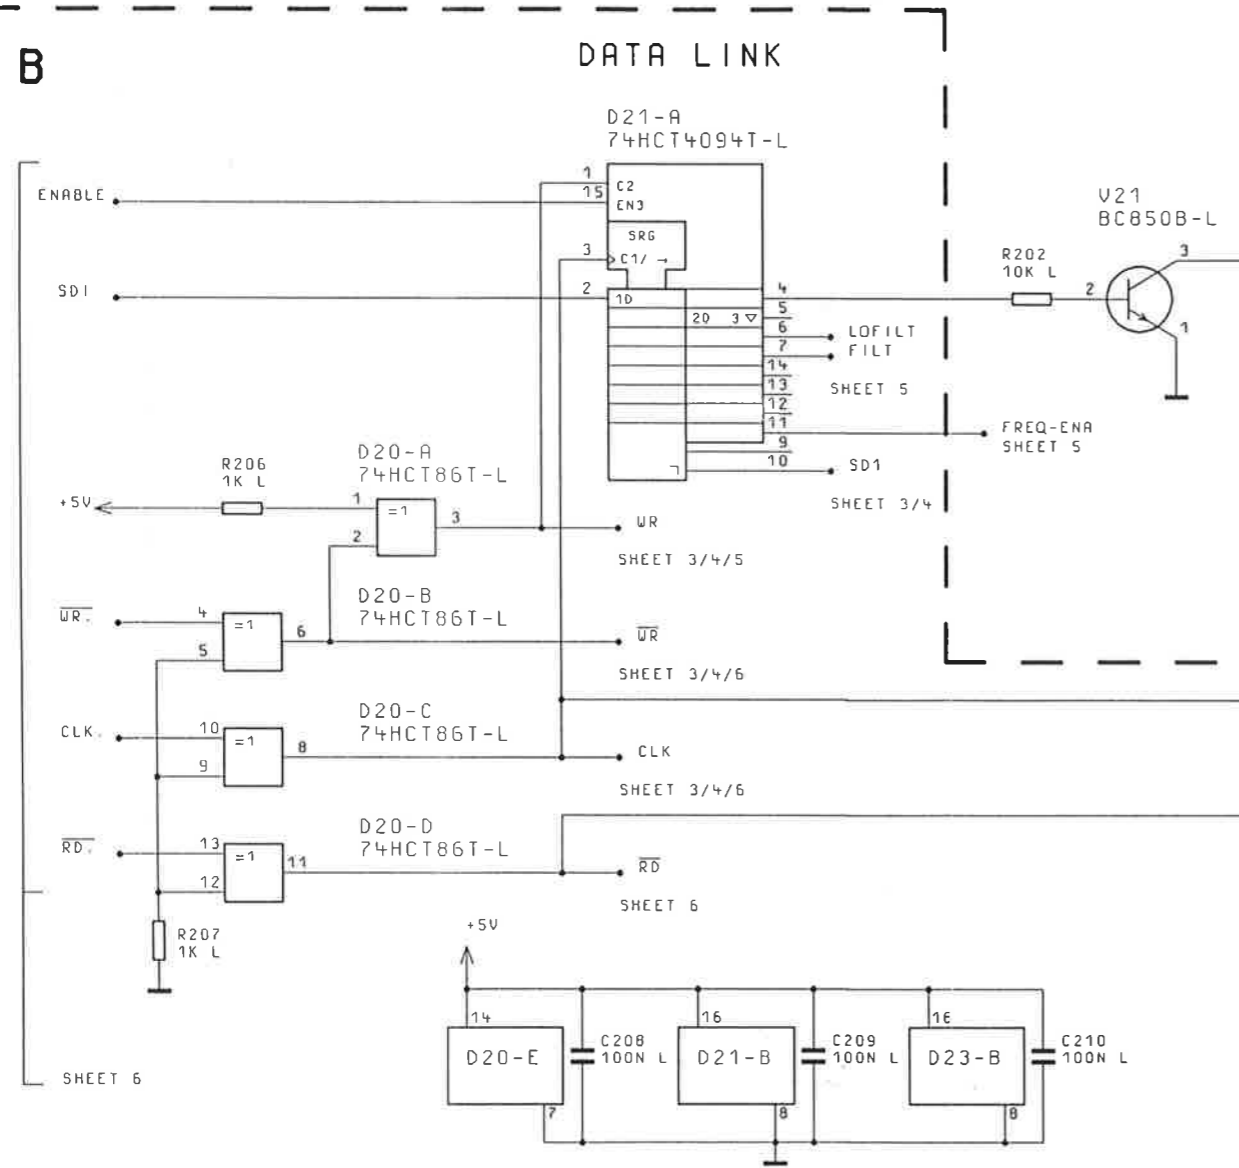 B
DATA LINK
D21-A
74HCT4094T-L
1
C2
15
EN3
ENABLE
SRG
3
C1/ →
SDI
2
1D
4
5
2D 3 ▽
6
LOFILT
7
FILT
14
13
SHEET 5
12
11
9
10
SD1
SHEET 3/4
V21
BC850B-L
R202
10K L
3
2
1
FREQ-ENA
SHEET 5
D20-A
74HCT86T-L
R206
1K L
+5V
1
=1
3
2
WR
SHEET 3/4/5
D20-B
74HCT86T-L
WR.
4
=1
6
5
WR
SHEET 3/4/6
D20-C
74HCT86T-L
CLK.
10
=1
8
9
CLK
SHEET 3/4/6
D20-D
74HCT86T-L
RD.
13
=1
11
12
RD
SHEET 6
R207
1K L
SHEET 6
+5V
14
D20-E
7
C208
100N L
16
D21-B
8
C209
100N L
16
D23-B
8
C210
100N L